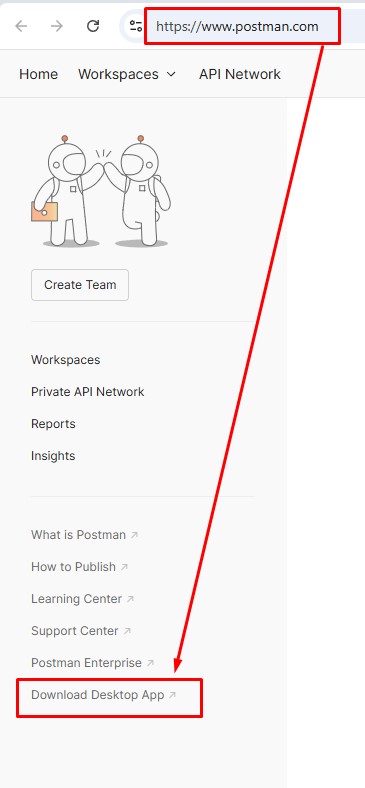 https://www.postman.com
Home Workspaces API Network
Create Team
Workspaces
Private API Network
Reports
Insights
What is Postman
How to Publish
Learning Center
Support Center
Postman Enterprise
Download Desktop App